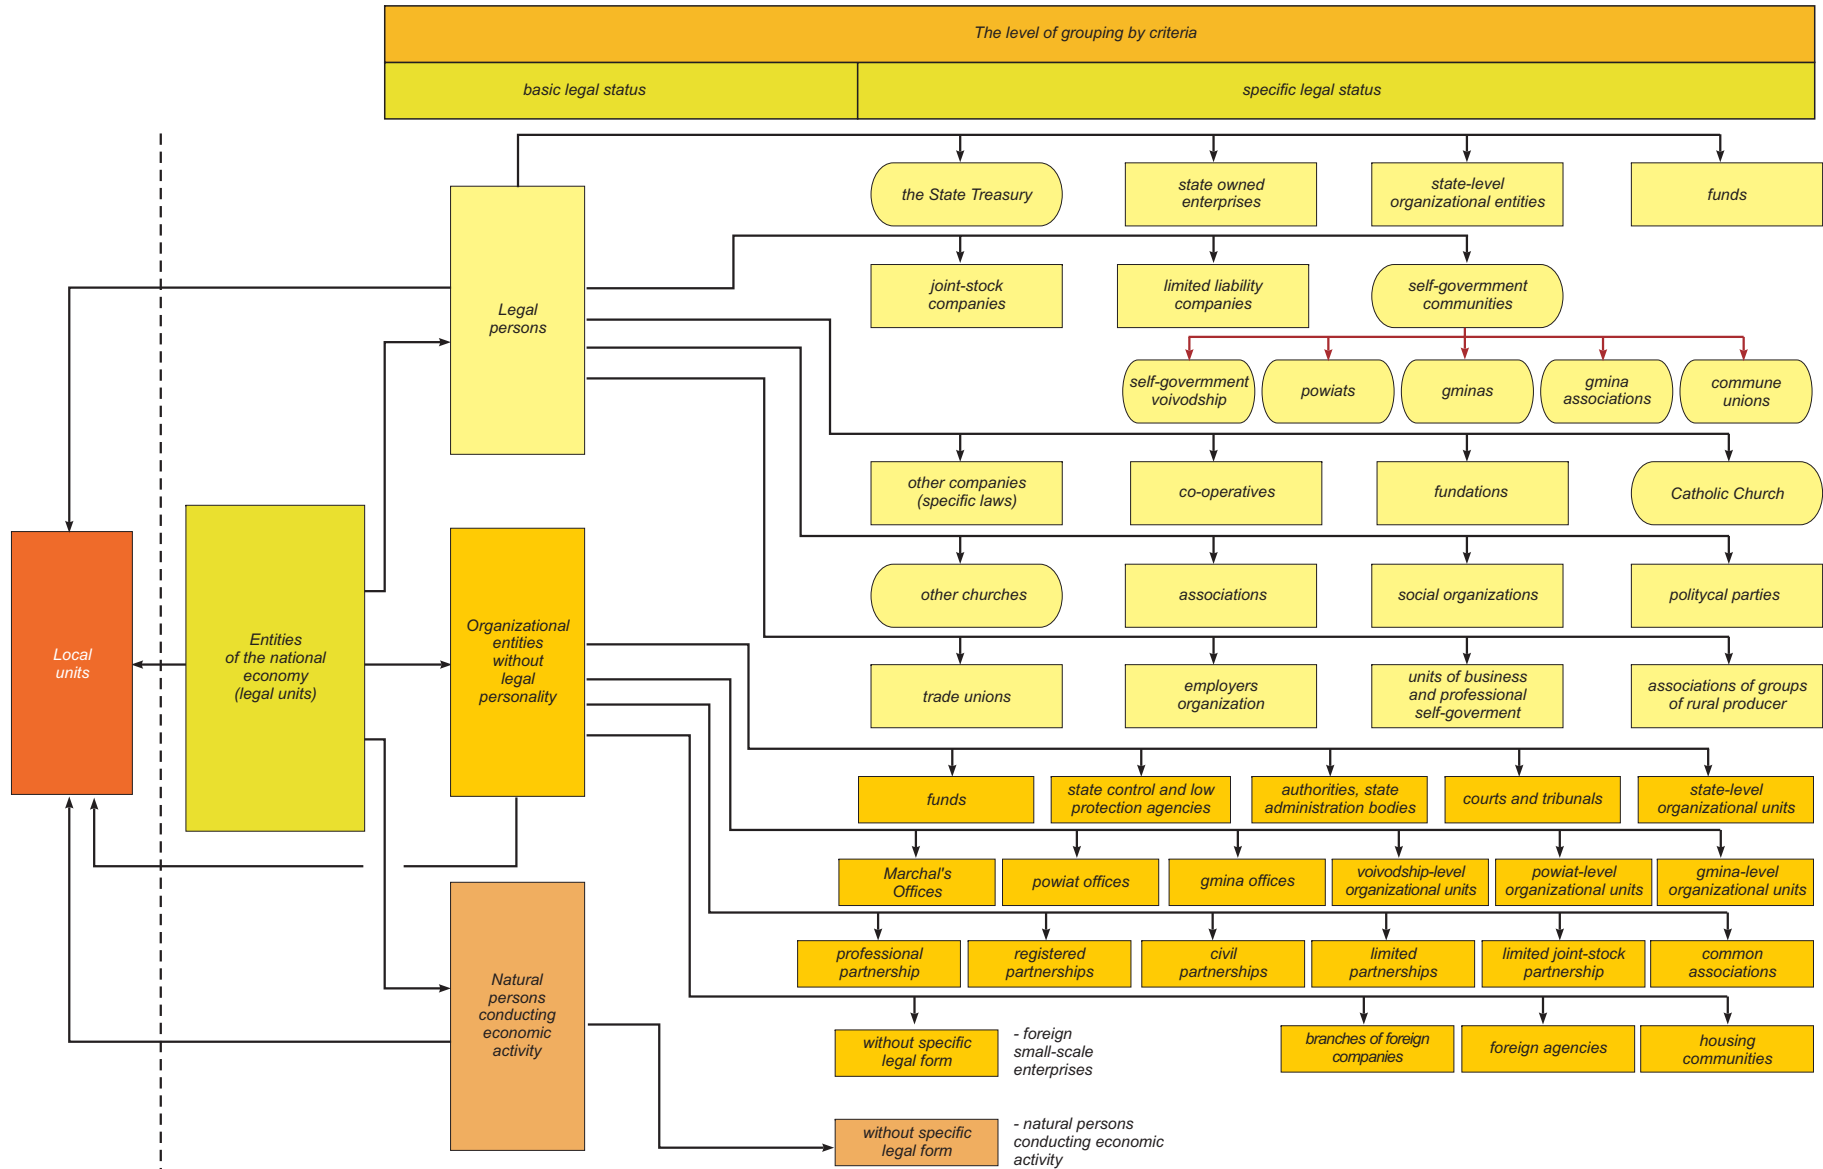 The level of grouping by criteria
basic legal status
specific legal status
the State Treasury
state owned
enterprises
state-level
organizational entities
funds
Legal
persons
joint-stock
companies
limited liability
companies
self-govermment
communities
self-govermment
voivodship
powiats
gminas
gmina
associations
commune
unions
other companies
(specific laws)
co-operatives
fundations
Catholic Church
other churches
associations
social organizations
politycal parties
trade unions
employers
organization
units of business
and professional
self-goverment
associations of groups
of rural producer
Local
units
Entities
of the national
economy
(legal units)
Organizational
entities
without
legal
personality
funds
state control and low
protection agencies
authorities, state
administration bodies
courts and tribunals
state-level
organizational units
Marchal's
Offices
powiat offices
gmina offices
voivodship-level
organizational units
powiat-level
organizational units
gmina-level
organizational units
professional
partnership
registered
partnerships
civil
partnerships
limited
partnerships
limited joint-stock
partnership
common
associations
Natural
persons
conducting
economic
activity
without specific
legal form
- foreign
small-scale
enterprises
branches of foreign
companies
foreign agencies
housing
communities
without specific
legal form
- natural persons
conducting economic
activity